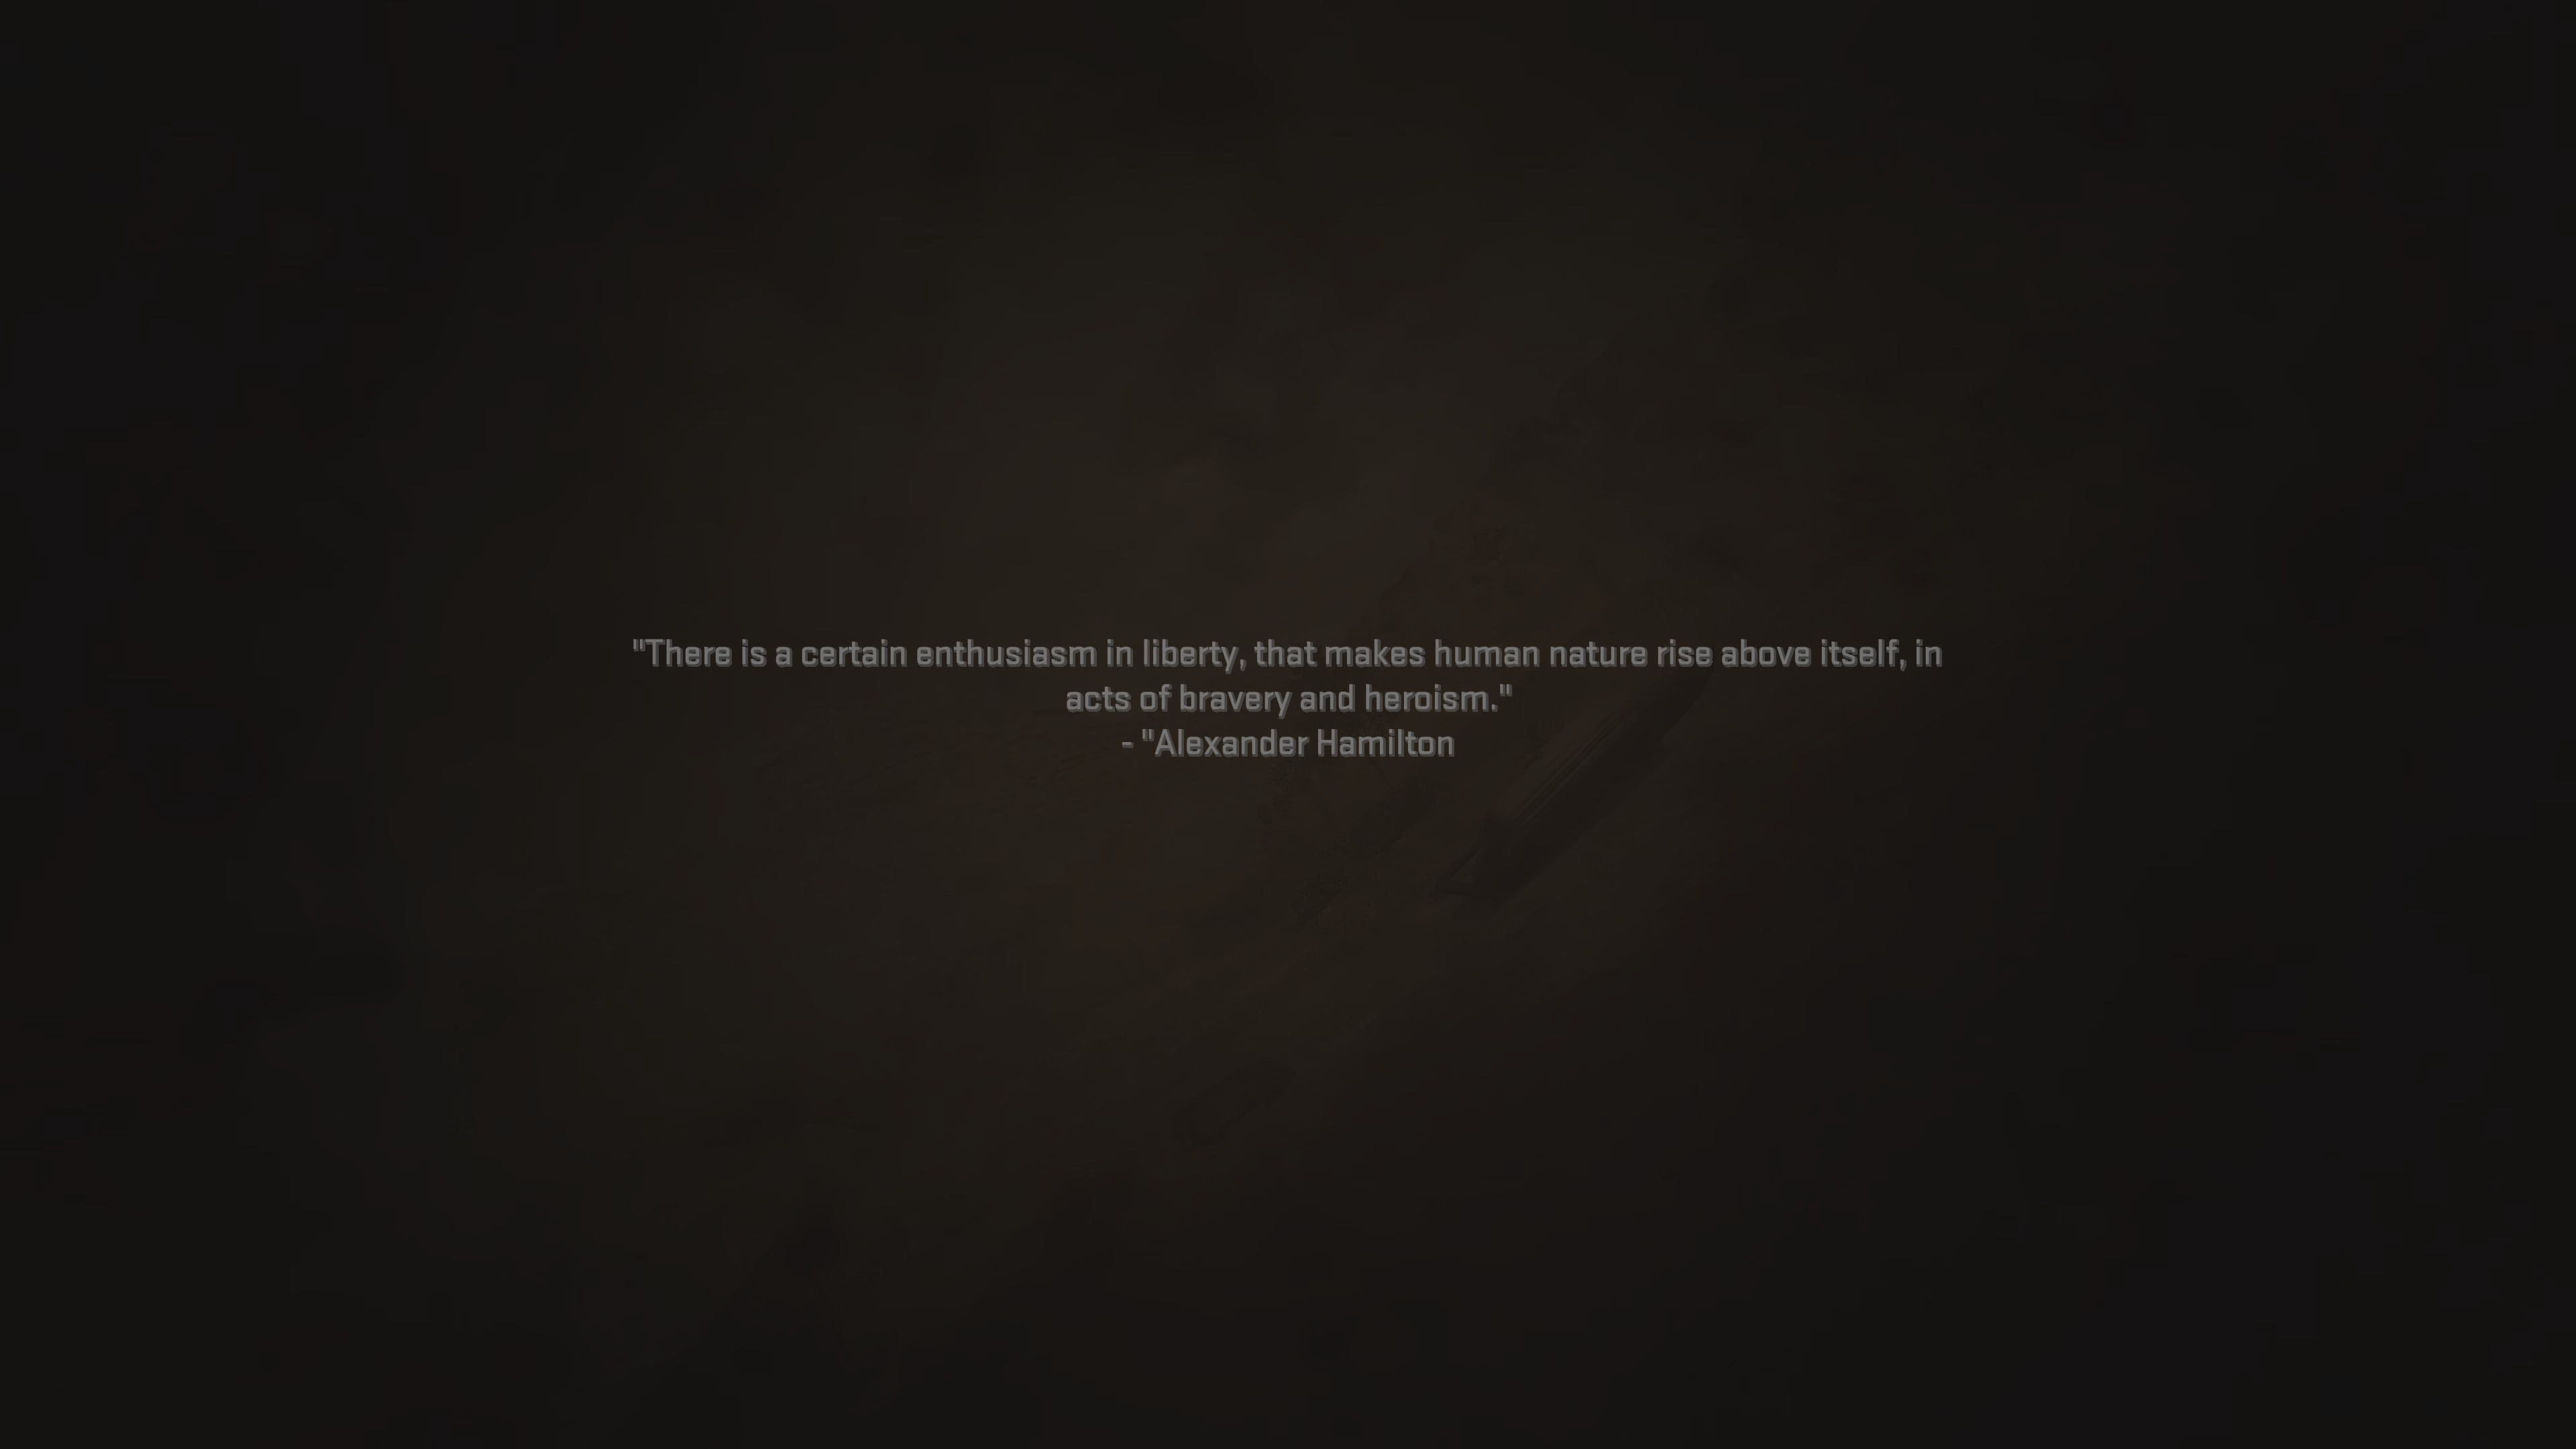 "There is a certain enthusiasm in liberty, that makes human nature rise above itself, in
acts of bravery and heroism."
- "Alexander Hamilton